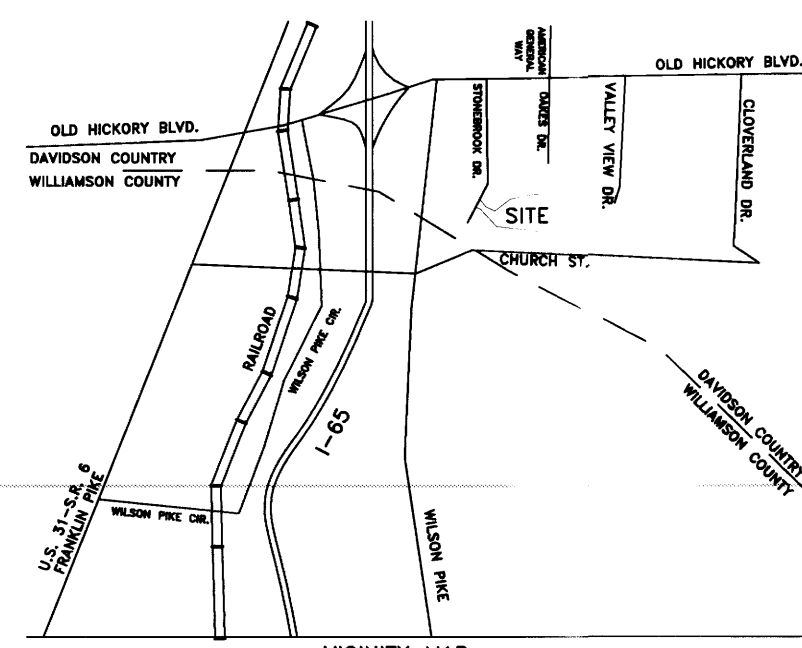 AMERICAN
GENERAL
WAY
OLD HICKORY BLVD.
OLD HICKORY BLVD.
DAVIDSON COUNTRY
WILLIAMSON COUNTY
STONEBROOK DR.
OAKES DR.
VALLEY VIEW DR.
CLOVERLAND DR.
SITE
CHURCH ST.
RAILROAD
WILSON PIKE CIR.
I-65
DAVIDSON COUNTRY
WILLIAMSON COUNTY
U.S. 31-S.R. 6
FRANKLIN PIKE
WILSON PIKE CIR.
WILSON PIKE
VICINITY MAP